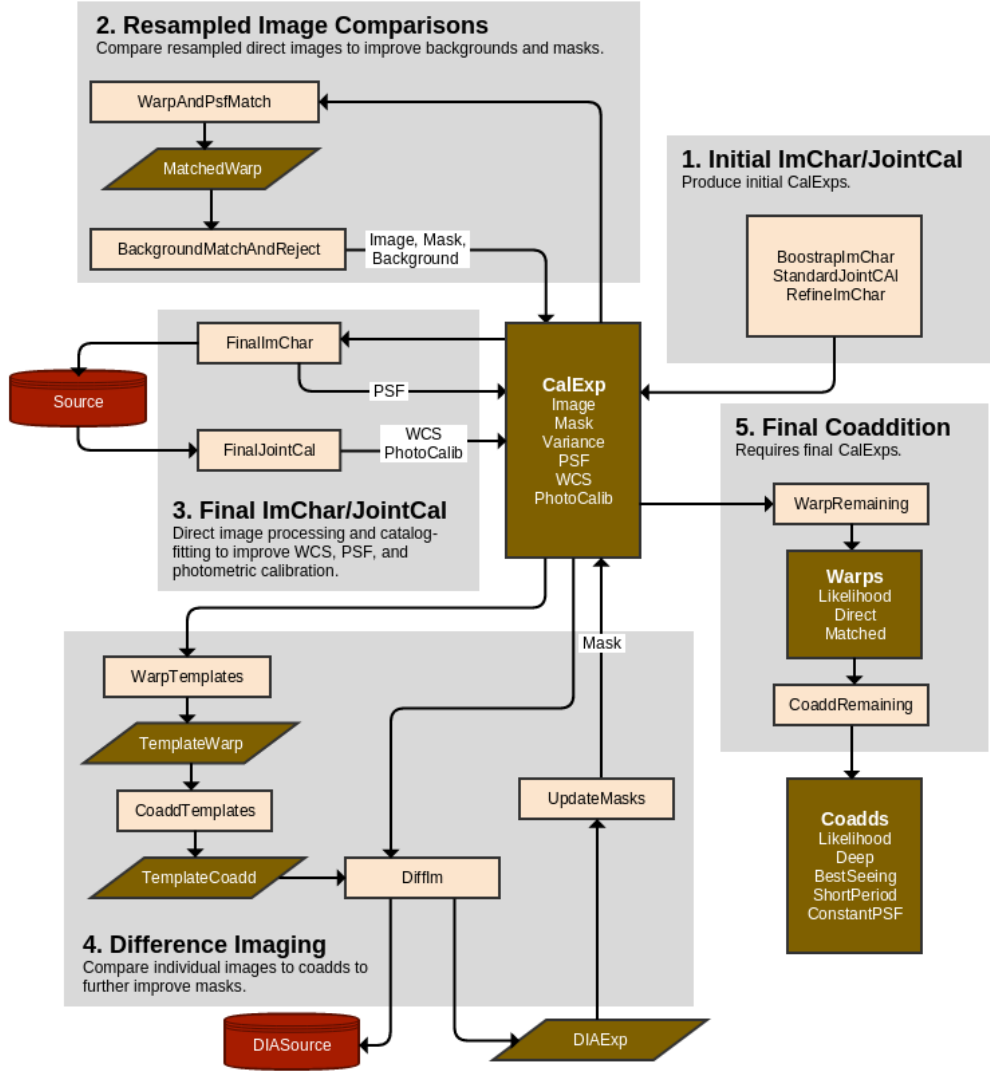 2. Resampled Image Comparisons
Compare resampled direct images to improve backgrounds and masks.
WarpAndPsfMatch
MatchedWarp
BackgroundMatchAndReject
Image, Mask,
Background
1. Initial ImChar/JointCal
Produce initial CalExps.
BoostrapImChar
StandardJointCAl
RefineImChar
FinalImChar
PSF
Source
FinalJointCal
WCS
PhotoCalib
3. Final ImChar/JointCal
Direct image processing and catalog-
fitting to improve WCS, PSF, and
photometric calibration.
CalExp
Image
Mask
Variance
PSF
WCS
PhotoCalib
5. Final Coaddition
Requires final CalExps.
WarpRemaining
Warps
Likelihood
Direct
Matched
CoaddRemaining
Coadds
Likelihood
Deep
BestSeeing
ShortPeriod
ConstantPSF
Mask
WarpTemplates
TemplateWarp
CoaddTemplates
TemplateCoadd
DiffIm
UpdateMasks
4. Difference Imaging
Compare individual images to coadds to
further improve masks.
DIASource
DIAExp